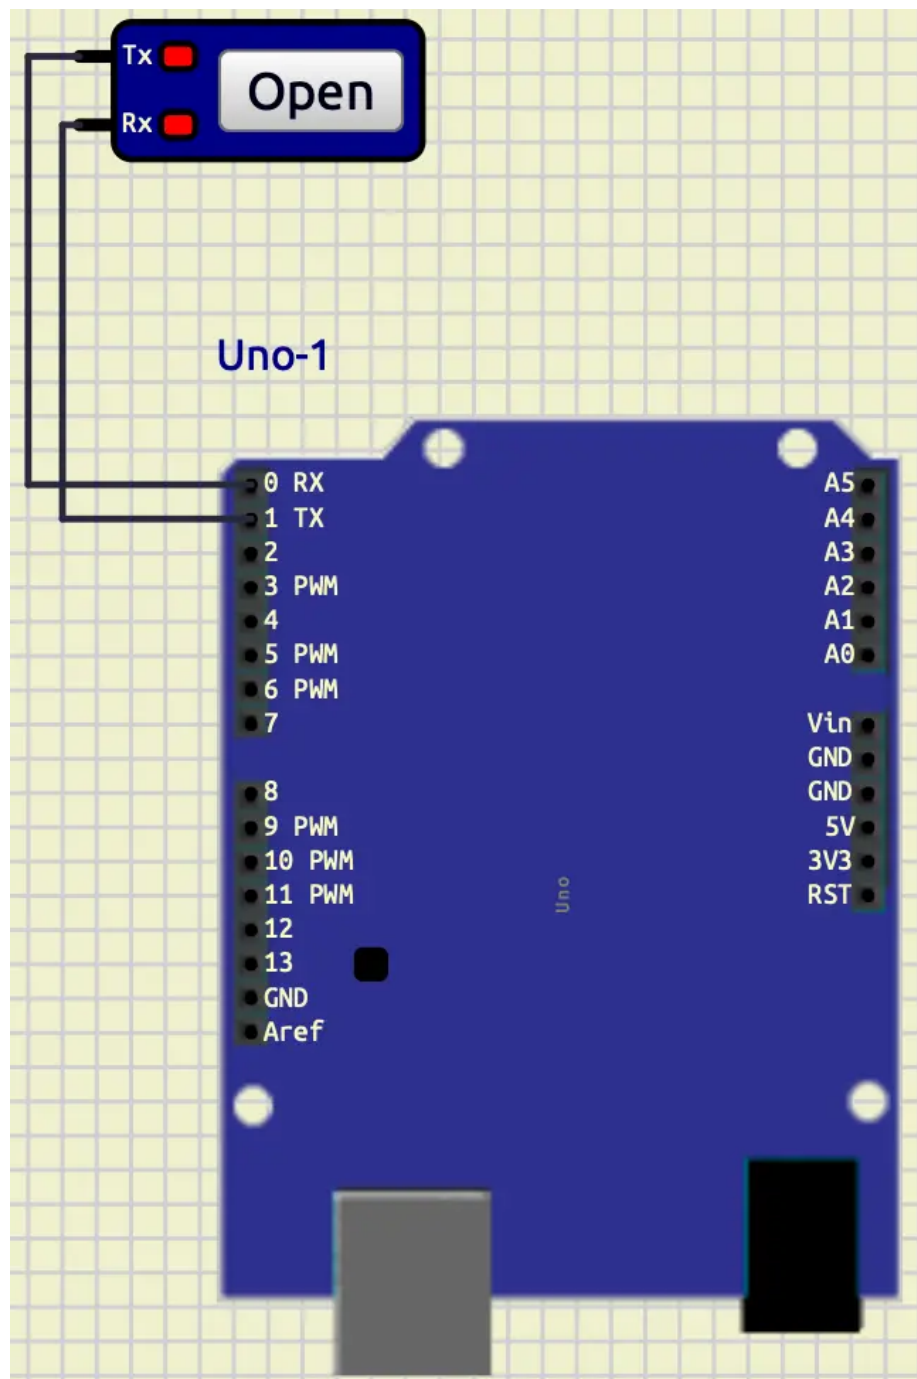 Tx
Open
Rx
Uno-1
0 RX
1 TX
2
3 PWM
4
5 PWM
6 PWM
7
8
9 PWM
10 PWM
11 PWM
12
13
GND
Aref
Uno
A5
A4
A3
A2
A1
A0
Vin
GND
GND
5V
3V3
RST